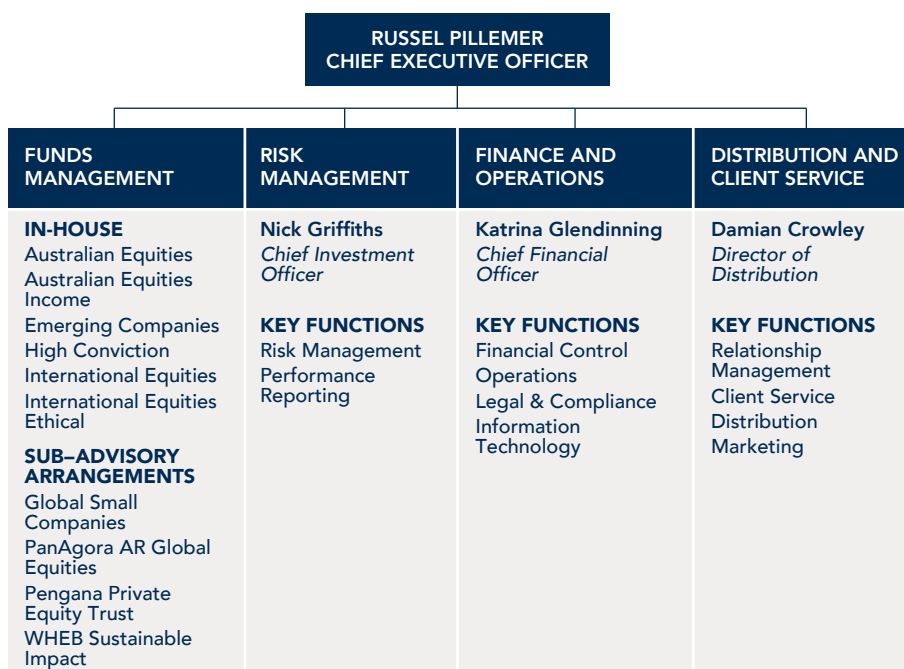 RUSSEL PILLEMER
CHIEF EXECUTIVE OFFICER
FUNDS
MANAGEMENT
IN-HOUSE
Australian Equities
Australian Equities
Income
Emerging Companies
High Conviction
International Equities
International Equities
Ethical
SUB–ADVISORY
ARRANGEMENTS
Global Small
Companies
PanAgora AR Global
Equities
Pengana Private
Equity Trust
WHEB Sustainable
Impact
RISK
MANAGEMENT
Nick Griffiths
Chief Investment
Officer
KEY FUNCTIONS
Risk Management
Performance
Reporting
FINANCE AND
OPERATIONS
Katrina Glendinning
Chief Financial
Officer
KEY FUNCTIONS
Financial Control
Operations
Legal & Compliance
Information
Technology
DISTRIBUTION AND
CLIENT SERVICE
Damian Crowley
Director of
Distribution
KEY FUNCTIONS
Relationship
Management
Client Service
Distribution
Marketing